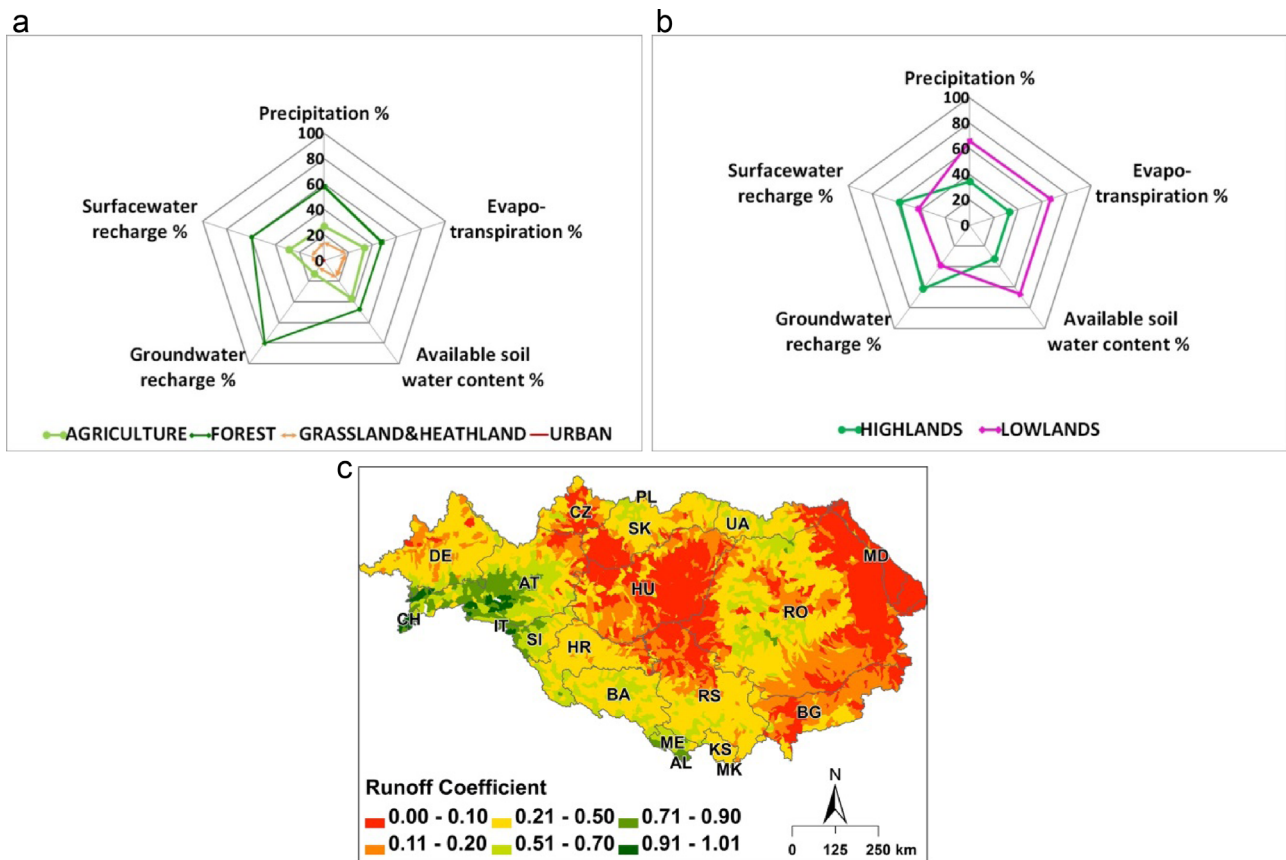 a
Precipitation %
100
80
60
40
20
0
Evapo-
transpiration %
Surfacewater
recharge %
Groundwater
recharge %
Available soil
water content %
AGRICULTURE FOREST GRASSLAND&HEATHLAND URBAN
b
Precipitation %
100
80
60
40
20
0
Evapo-
transpiration %
Surfacewater
recharge %
Groundwater
recharge %
Available soil
water content %
HIGHLANDS LOWLANDS
c
PL
CZ
SK
UA
DE
MD
AT
HU
RO
CH
IT
SI
HR
BA
RS
BG
ME
KS
AL
MK
Runoff Coefficient
0.00 - 0.10 0.21 - 0.50 0.71 - 0.90
0.11 - 0.20 0.51 - 0.70 0.91 - 1.01
N
0 125 250 km